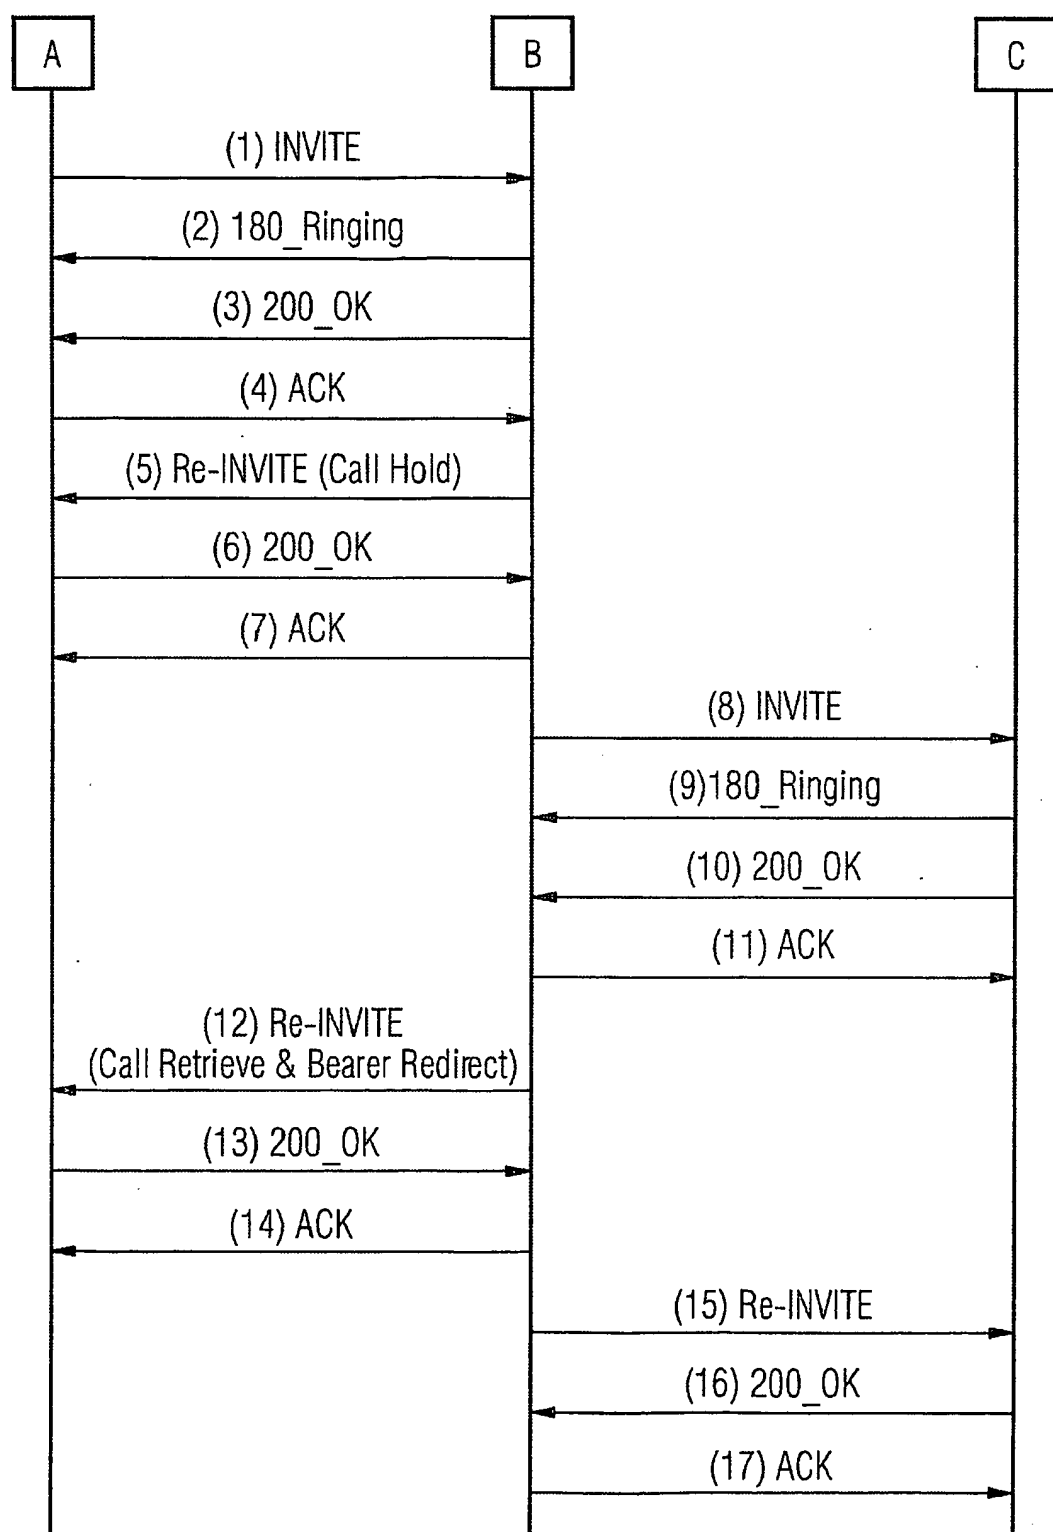 A
B
C
(1) INVITE
(2) 180_Ringing
(3) 200_OK
(4) ACK
(5) Re-INVITE (Call Hold)
(6) 200_OK
(7) ACK
(8) INVITE
(9)180_Ringing
(10) 200_OK
(11) ACK
(12) Re-INVITE
(Call Retrieve & Bearer Redirect)
(13) 200_OK
(14) ACK
(15) Re-INVITE
(16) 200_OK
(17) ACK